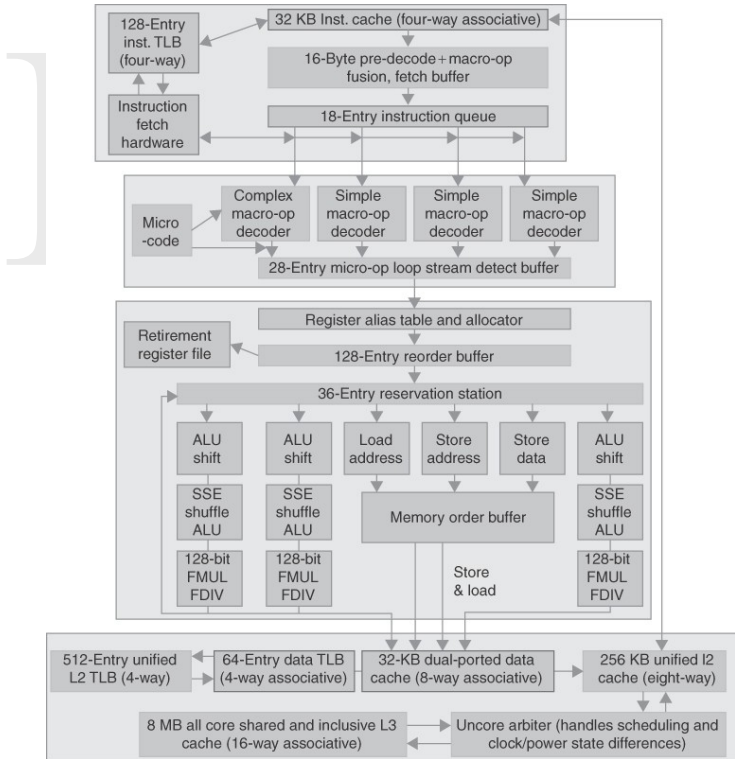 128-Entry
inst. TLB
(four-way)
32 KB Inst. cache (four-way associative)
16-Byte pre-decode+macro-op
fusion, fetch buffer
Instruction
fetch
hardware
18-Entry instruction queue
Micro
-code
Complex
macro-op
decoder
Simple
macro-op
decoder
Simple
macro-op
decoder
Simple
macro-op
decoder
28-Entry micro-op loop stream detect buffer
Register alias table and allocator
Retirement
register file
128-Entry reorder buffer
36-Entry reservation station
ALU
shift
ALU
shift
Load
address
Store
address
Store
data
ALU
shift
SSE
shuffle
ALU
SSE
shuffle
ALU
Memory order buffer
SSE
shuffle
ALU
128-bit
FMUL
FDIV
128-bit
FMUL
FDIV
Store
& load
128-bit
FMUL
FDIV
512-Entry unified
L2 TLB (4-way)
64-Entry data TLB
(4-way associative)
32-KB dual-ported data
cache (8-way associative)
256 KB unified l2
cache (eight-way)
8 MB all core shared and inclusive L3
cache (16-way associative)
Uncore arbiter (handles scheduling and
clock/power state differences)